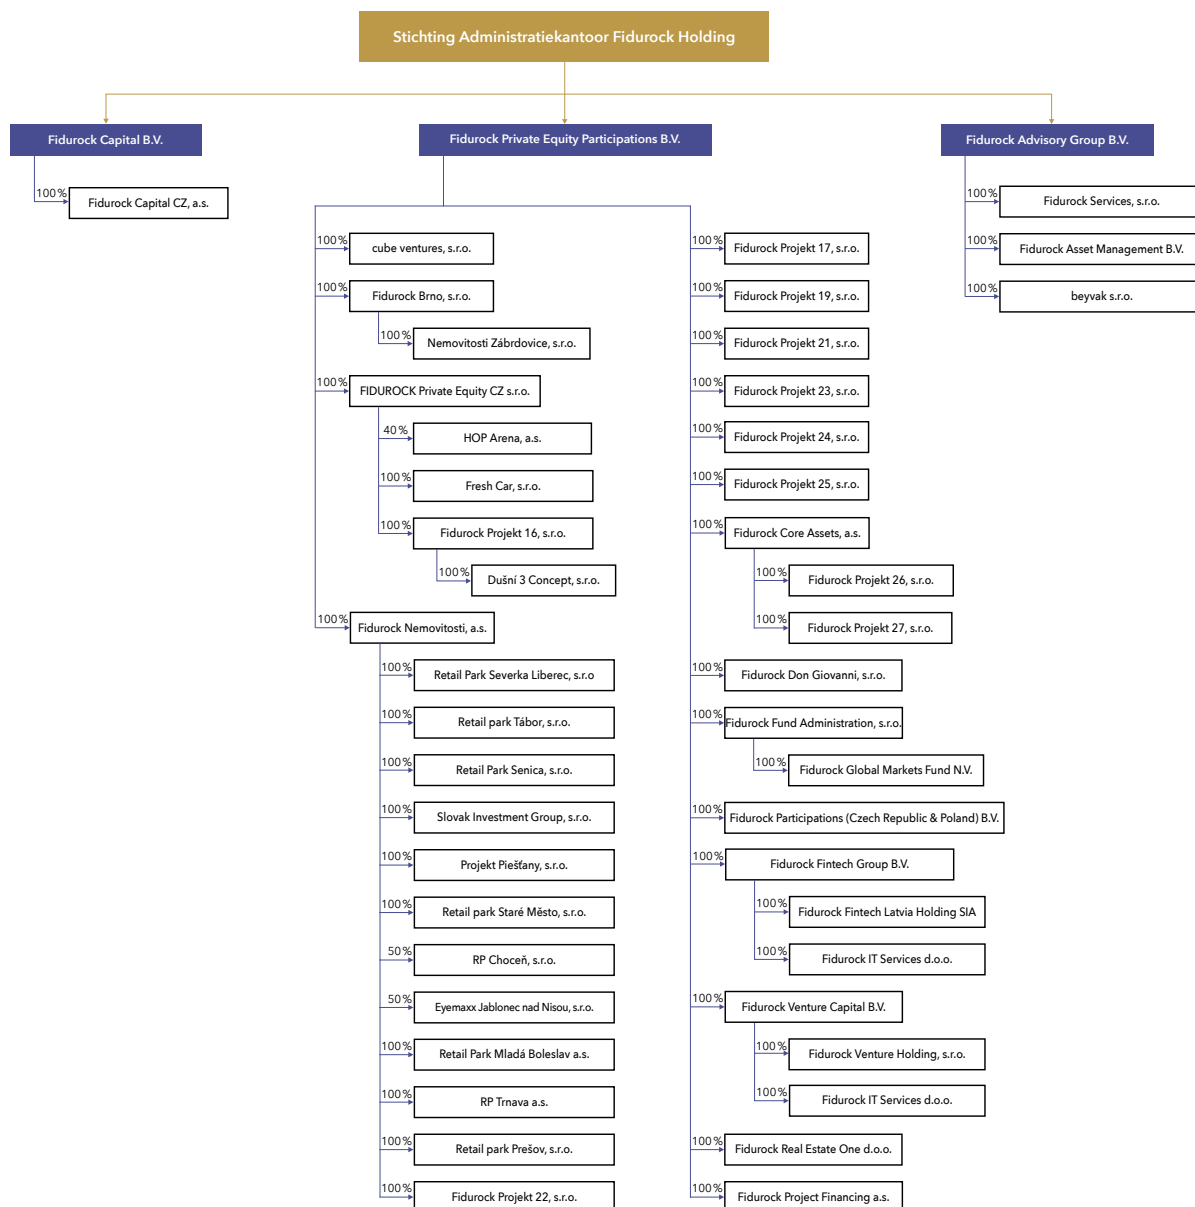 Stichting Administratiekantoor Fidurock Holding
Fidurock Capital B.V.
100%
Fidurock Capital CZ, a.s.
Fidurock Private Equity Participations B.V.
100%
cube ventures, s.r.o.
100%
Fidurock Brno, s.r.o.
100%
Nemovitosti Zábrdovice, s.r.o.
100%
FIDUROCK Private Equity CZ s.r.o.
40%
HOP Arena, a.s.
100%
Fresh Car, s.r.o.
100%
Fidurock Projekt 16, s.r.o.
100%
Dušní 3 Concept, s.r.o.
100%
Fidurock Nemovitosti, a.s.
100%
Retail Park Severka Liberec, s.r.o
100%
Retail park Tábor, s.r.o.
100%
Retail Park Senica, s.r.o.
100%
Slovak Investment Group, s.r.o.
100%
Projekt Piešťany, s.r.o.
100%
Retail park Staré Město, s.r.o.
50%
RP Choceň, s.r.o.
50%
Eyemaxx Jablonec nad Nisou, s.r.o.
100%
Retail Park Mladá Boleslav a.s.
100%
RP Trnava a.s.
100%
Retail park Prešov, s.r.o.
100%
Fidurock Projekt 22, s.r.o.
100%
Fidurock Projekt 17, s.r.o.
100%
Fidurock Projekt 19, s.r.o.
100%
Fidurock Projekt 21, s.r.o.
100%
Fidurock Projekt 23, s.r.o.
100%
Fidurock Projekt 24, s.r.o.
100%
Fidurock Projekt 25, s.r.o.
100%
Fidurock Core Assets, a.s.
100%
Fidurock Projekt 26, s.r.o.
100%
Fidurock Projekt 27, s.r.o.
100%
Fidurock Don Giovanni, s.r.o.
100%
Fidurock Fund Administration, s.r.o.
100%
Fidurock Global Markets Fund N.V.
100%
Fidurock Participations (Czech Republic & Poland) B.V.
100%
Fidurock Fintech Group B.V.
100%
Fidurock Fintech Latvia Holding SIA
100%
Fidurock IT Services d.o.o.
100%
Fidurock Venture Capital B.V.
100%
Fidurock Venture Holding, s.r.o.
100%
Fidurock IT Services d.o.o.
100%
Fidurock Real Estate One d.o.o.
100%
Fidurock Project Financing a.s.
Fidurock Advisory Group B.V.
100%
Fidurock Services, s.r.o.
100%
Fidurock Asset Management B.V.
100%
beyvak s.r.o.